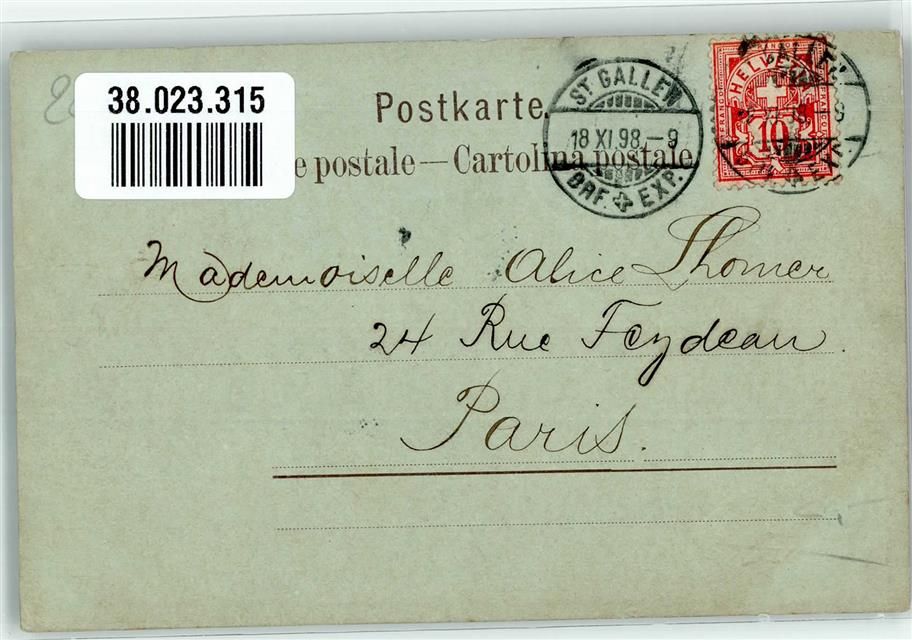 38.023.315
Postkarte.
e postale — Cartolina postale
ST. GALLEN
18 XI. 98. – 9
BRF. EXP.
HELVETIA
FRANCO
10
Mademoiselle Alice Thomer
24 Rue Feydeau.
Paris.